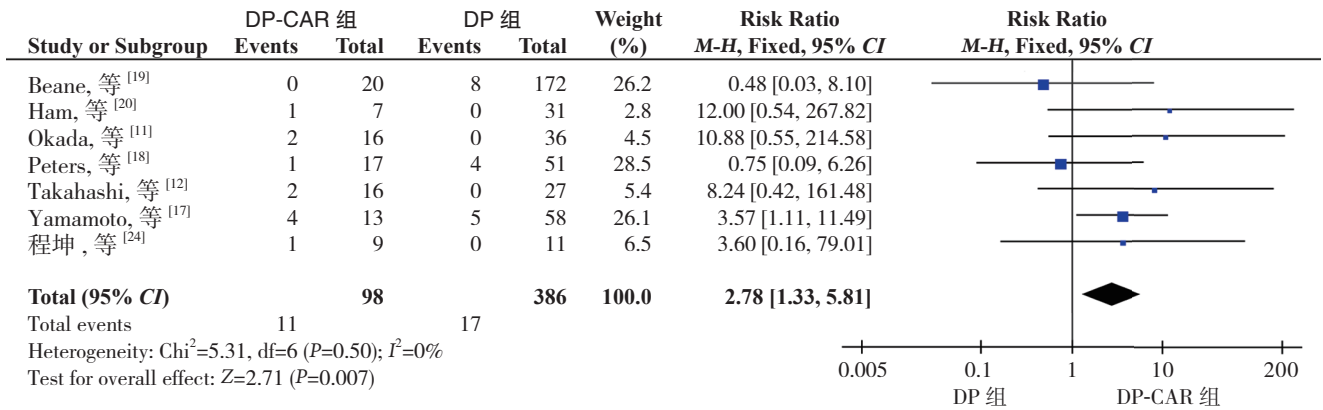 DP-CAR 组 DP 组 Weight Risk Ratio Risk Ratio
Study or Subgroup Events Total Events Total (%) M-H, Fixed, 95% CI M-H, Fixed, 95% CI
Beane, 等 [19] 0 20 8 172 26.2 0.48 [0.03, 8.10]
Ham, 等 [20] 1 7 0 31 2.8 12.00 [0.54, 267.82]
Okada, 等 [11] 2 16 0 36 4.5 10.88 [0.55, 214.58]
Peters, 等 [18] 1 17 4 51 28.5 0.75 [0.09, 6.26]
Takahashi, 等 [12] 2 16 0 27 5.4 8.24 [0.42, 161.48]
Yamamoto, 等 [17] 4 13 5 58 26.1 3.57 [1.11, 11.49]
程坤 , 等 [24] 1 9 0 11 6.5 3.60 [0.16, 79.01]
Total (95% CI) 98 386 100.0 2.78 [1.33, 5.81]
Total events 11 17
Heterogeneity: Chi²=5.31, df=6 (P=0.50); I²=0%
Test for overall effect: Z=2.71 (P=0.007)
0.005 0.1 1 10 200
DP 组 DP-CAR 组